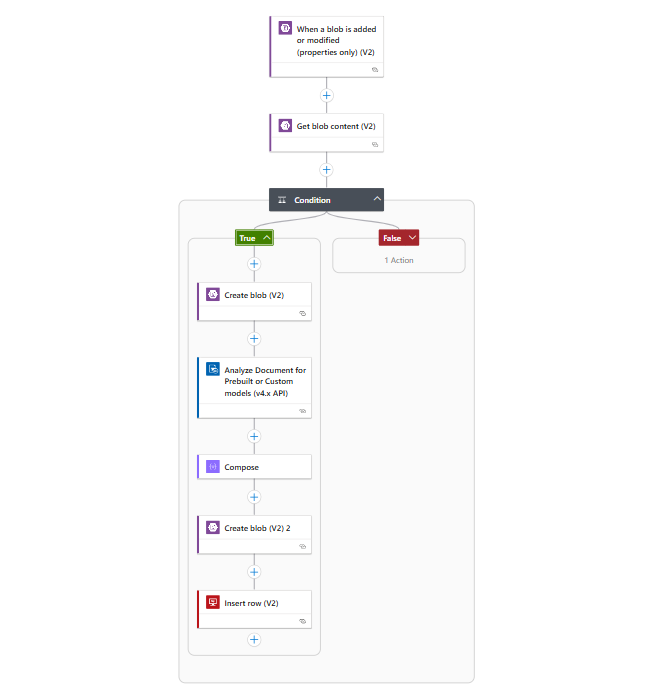 When a blob is added
or modified
(properties only) (V2)
Get blob content (V2)
Condition
True
False
1 Action
Create blob (V2)
Analyze Document for
Prebuilt or Custom
models (v4.x API)
Compose
Create blob (V2) 2
Insert row (V2)